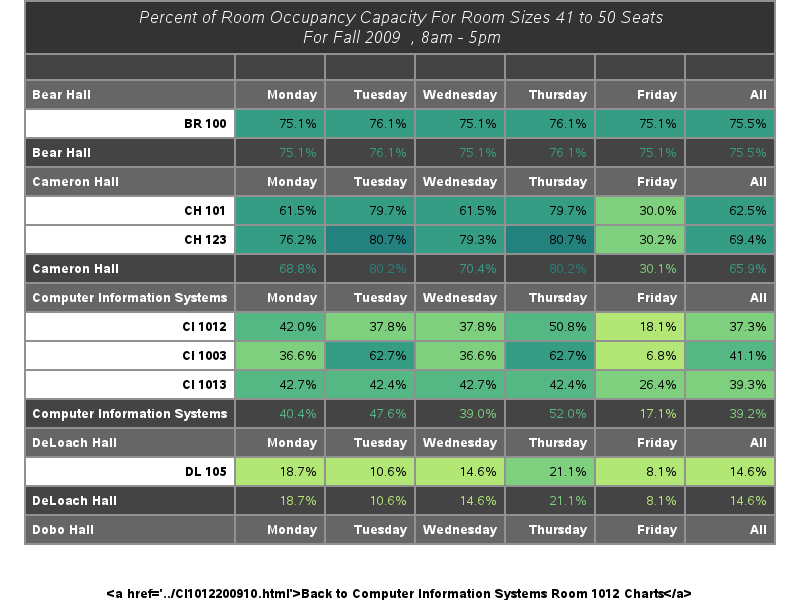 Percent of Room Occupancy Capacity For Room Sizes 41 to 50 Seats
For Fall 2009 , 8am - 5pm
Bear Hall Monday Tuesday Wednesday Thursday Friday All
BR 100 75.1% 76.1% 75.1% 76.1% 75.1% 75.5%
Bear Hall 75.1% 76.1% 75.1% 76.1% 75.1% 75.5%
Cameron Hall Monday Tuesday Wednesday Thursday Friday All
CH 101 61.5% 79.7% 61.5% 79.7% 30.0% 62.5%
CH 123 76.2% 80.7% 79.3% 80.7% 30.2% 69.4%
Cameron Hall 68.8% 80.2% 70.4% 80.2% 30.1% 65.9%
Computer Information Systems Monday Tuesday Wednesday Thursday Friday All
CI 1012 42.0% 37.8% 37.8% 50.8% 18.1% 37.3%
CI 1003 36.6% 62.7% 36.6% 62.7% 6.8% 41.1%
CI 1013 42.7% 42.4% 42.7% 42.4% 26.4% 39.3%
Computer Information Systems 40.4% 47.6% 39.0% 52.0% 17.1% 39.2%
DeLoach Hall Monday Tuesday Wednesday Thursday Friday All
DL 105 18.7% 10.6% 14.6% 21.1% 8.1% 14.6%
DeLoach Hall 18.7% 10.6% 14.6% 21.1% 8.1% 14.6%
Dobo Hall Monday Tuesday Wednesday Thursday Friday All
&lt;a href='../CI1012200910.html'&gt;Back to Computer Information Systems Room 1012 Charts&lt;/a&gt;